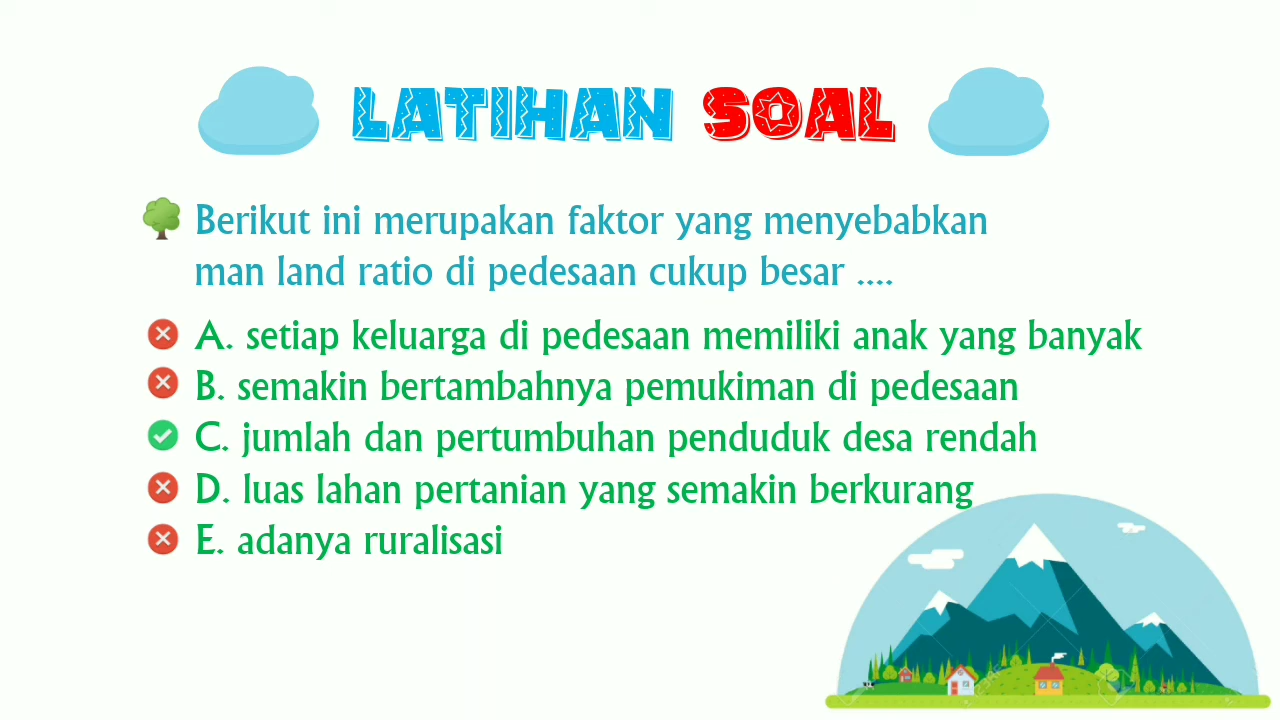 LATIHAN SOAL
Berikut ini merupakan faktor yang menyebabkan
man land ratio di pedesaan cukup besar ....
A. setiap keluarga di pedesaan memiliki anak yang banyak
B. semakin bertambahnya pemukiman di pedesaan
C. jumlah dan pertumbuhan penduduk desa rendah
D. luas lahan pertanian yang semakin berkurang
E. adanya ruralisasi